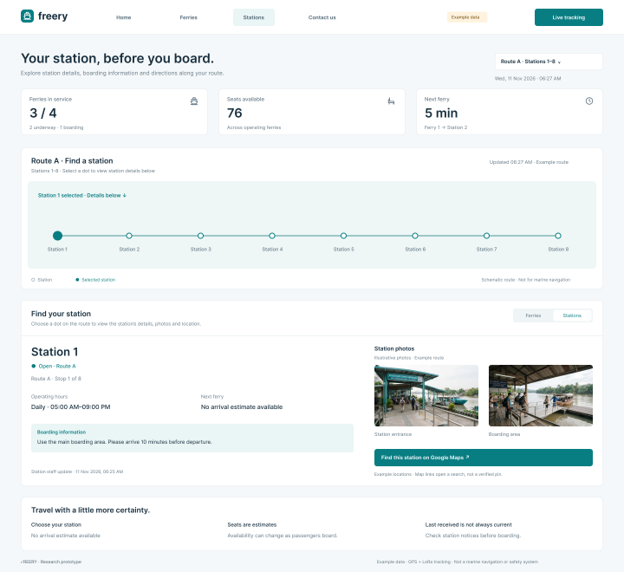 freery
Home
Ferries
Stations
Contact us
Example data
Live tracking
Your station, before you board.
Explore station details, boarding information and directions along your route.
Route A · Stations 1–8
Wed, 11 Nov 2026, 06:27 AM
Ferries in service
3 / 4
2 underway · 1 boarding
Seats available
76
Across operating ferries
Next ferry
5 min
Ferry 1 → Station 2
Route A · Find a station
Stations 1–8 · Select a dot to view station details below
Updated 06:27 AM · Example route
Station 1 selected · Details below ↓
Station 1
Station 2
Station 3
Station 4
Station 5
Station 6
Station 7
Station 8
Station
Selected station
Schematic route · Not for marine navigation
Find your station
Choose a dot on the route to view the station's details, photos and location.
Ferries
Stations
Station 1
Open · Route A
Route A · Stop 1 of 8
Operating hours
Daily · 05:00 AM–09:00 PM
Next ferry
No arrival estimate available
Boarding information
Use the main boarding area. Please arrive 10 minutes before departure.
Station staff update · 11 Nov 2026, 06:25 AM
Station photos
Illustrative photos · Example route
Station entrance
Boarding area
Find this station on Google Maps ↗
Example locations · Map links open a search, not a verified pin.
Travel with a little more certainty.
Choose your station
No arrival estimate available
Seats are estimates
Availability can change as passengers board.
Last received is not always current
Check station notices before boarding.
Research prototype
Example data · GPS + LoRa tracking · Not a marine navigation or safety system